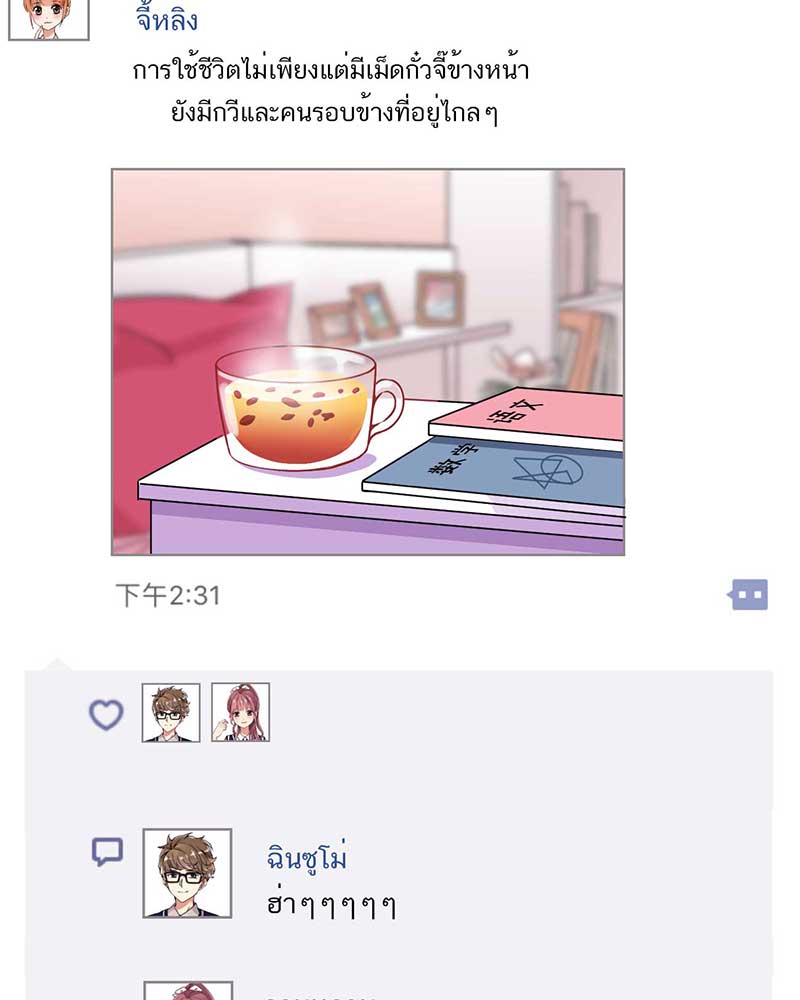 จี้หลิง
การใช้ชีวิตไม่เพียงแต่มีเม็ดกั๋วจี๊ข้างหน้า
ยังมีกวีและคนรอบข้างที่อยู่ไกลๆ
语文
数学
下午2:31
ฉินซูโม่
ฮ่าๆๆๆๆๆ